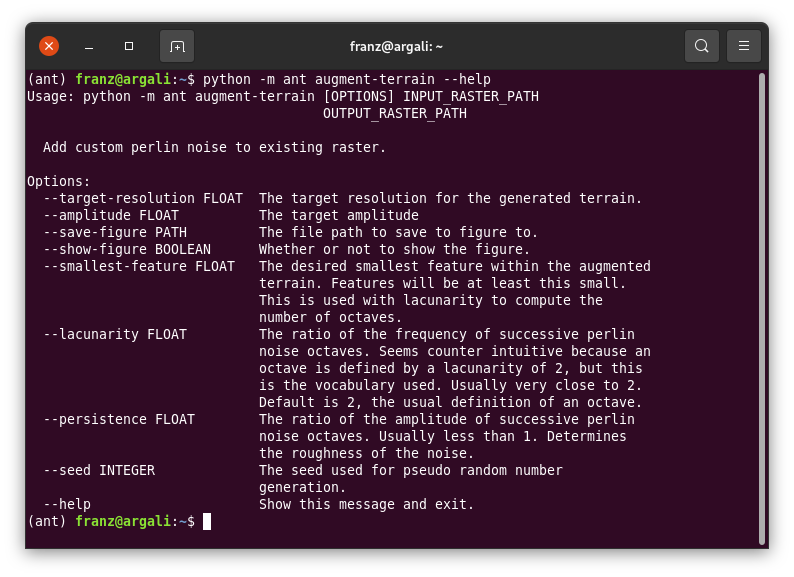 franz@argali: ~
(ant) franz@argali:~$ python -m ant augment-terrain --help
Usage: python -m ant augment-terrain [OPTIONS] INPUT_RASTER_PATH
                                     OUTPUT_RASTER_PATH

  Add custom perlin noise to existing raster.

Options:
  --target-resolution FLOAT  The target resolution for the generated terrain.
  --amplitude FLOAT          The target amplitude
  --save-figure PATH         The file path to save to figure to.
  --show-figure BOOLEAN      Whether or not to show the figure.
  --smallest-feature FLOAT   The desired smallest feature within the augmented
                             terrain. Features will be at least this small.
                             This is used with lacunarity to compute the
                             number of octaves.
  --lacunarity FLOAT         The ratio of the frequency of successive perlin
                             noise octaves. Seems counter intuitive because an
                             octave is defined by a lacunarity of 2, but this
                             is the vocabulary used. Usually very close to 2.
                             Default is 2, the usual definition of an octave.
  --persistence FLOAT        The ratio of the amplitude of successive perlin
                             noise octaves. Usually less than 1. Determines
                             the roughness of the noise.
  --seed INTEGER             The seed used for pseudo random number
                             generation.
  --help                     Show this message and exit.
(ant) franz@argali:~$